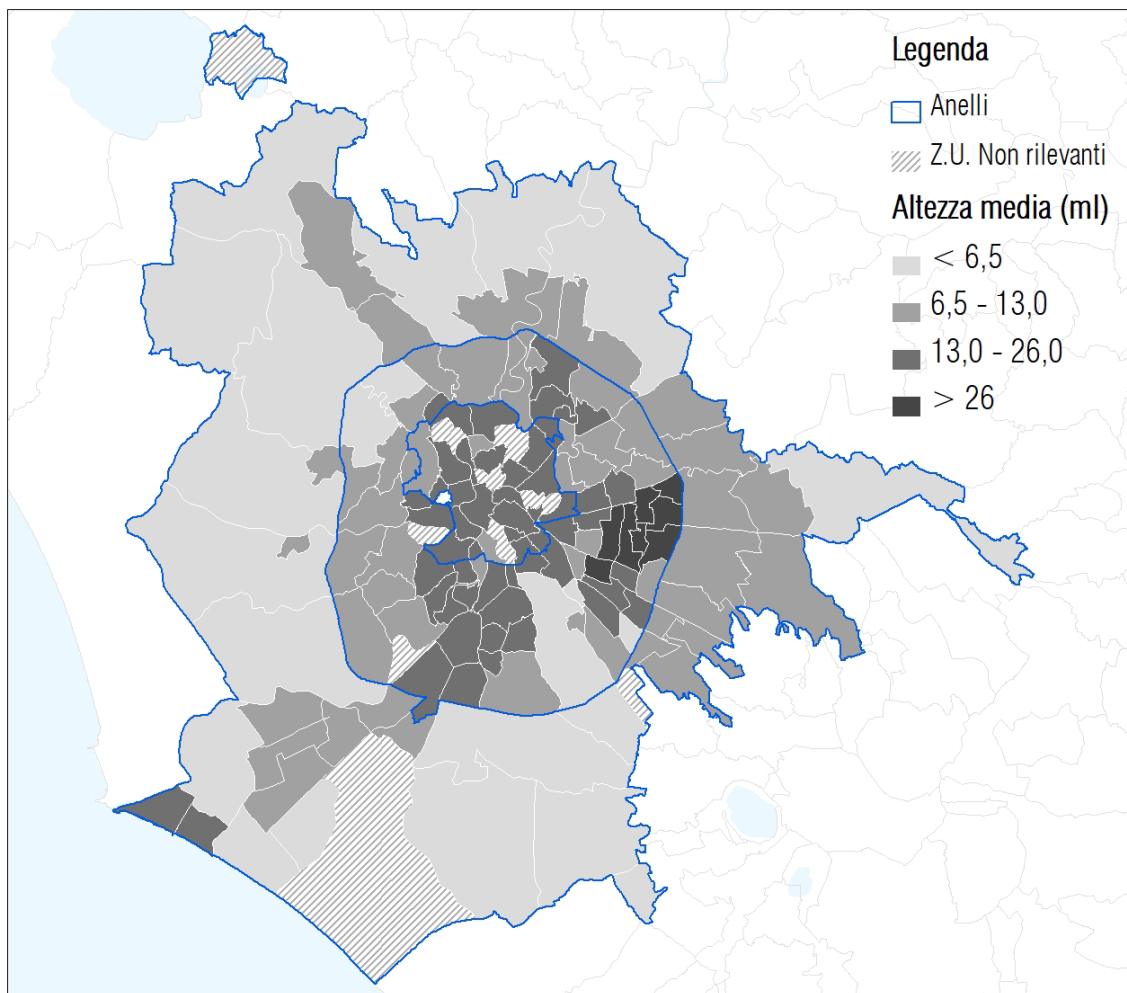 Legenda
Anelli
Z.U. Non rilevanti
Altezza media (ml)
< 6,5
6,5 - 13,0
13,0 - 26,0
> 26